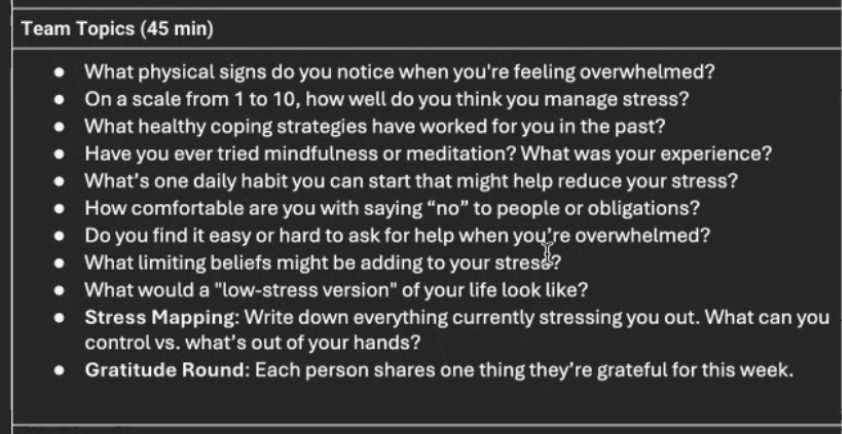 Team Topics (45 min)
● What physical signs do you notice when you're feeling overwhelmed?
● On a scale from 1 to 10, how well do you think you manage stress?
● What healthy coping strategies have worked for you in the past?
● Have you ever tried mindfulness or meditation? What was your experience?
● What's one daily habit you can start that might help reduce your stress?
● How comfortable are you with saying “no” to people or obligations?
● Do you find it easy or hard to ask for help when you're overwhelmed?
● What limiting beliefs might be adding to your stress?
● What would a "low-stress version" of your life look like?
● Stress Mapping: Write down everything currently stressing you out. What can you
control vs. what's out of your hands?
● Gratitude Round: Each person shares one thing they're grateful for this week.